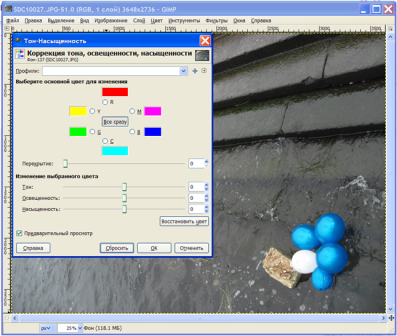 SDC10027.JPG-51.0 (RGB, 1 слой) 3648x2736 – GIMP
Файл Правка Выделение Вид Изображение Слой Цвет Инструменты Фильтры Окна Справка
Тон-Насыщенность
Коррекция тона, освещенности, насыщенности
Фон-137 (SDC10027.JPG)
Профили:
Выберите основной цвет для изменения
R
Y M
Все сразу
G B
C
Перекрытие: 0
Изменение выбранного цвета
Тон: 0
Освещенность: 0
Насыщенность: 0
Восстановить цвет
Предварительный просмотр
Справка Сбросить OK Отменить
px 25% Фон (118.1 МБ)